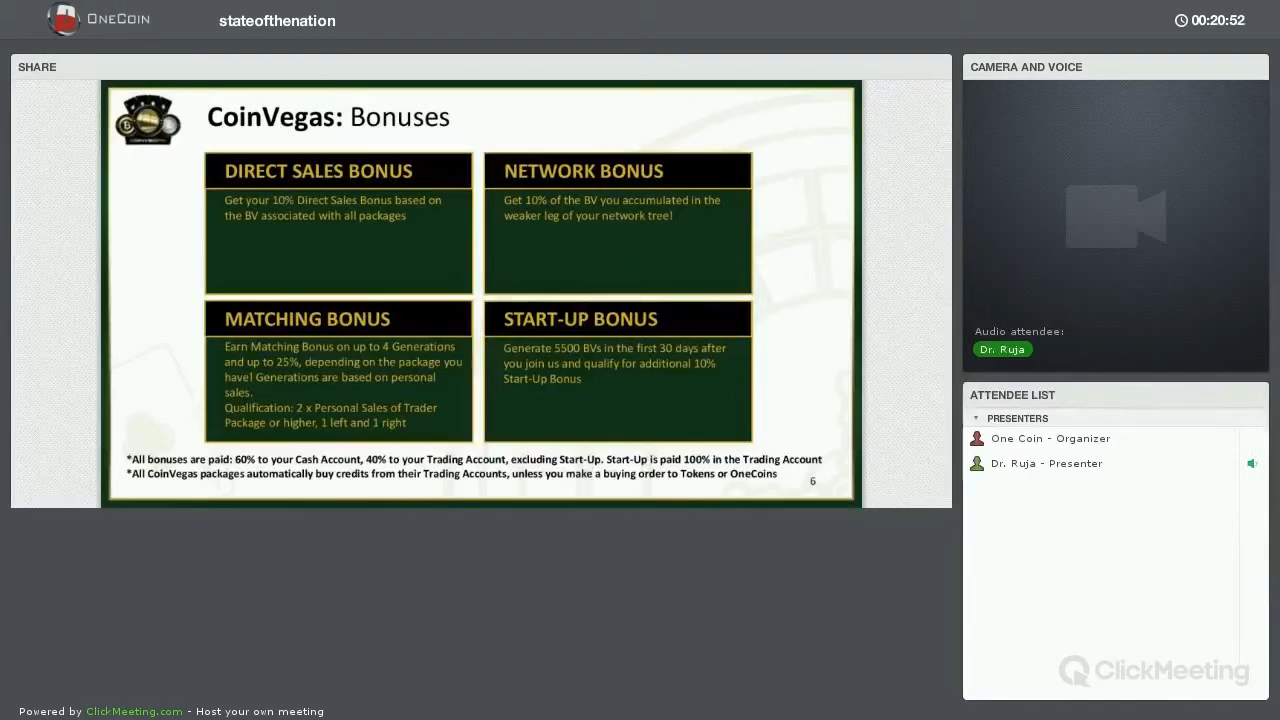 ONECOIN
stateofthenation
00:20:52
SHARE
CoinVegas: Bonuses
DIRECT SALES BONUS
Get your 10% Direct Sales Bonus based on
the BV associated with all packages
NETWORK BONUS
Get 10% of the BV you accumulated in the
weaker leg of your network tree!
MATCHING BONUS
Earn Matching Bonus on up to 4 Generations
and up to 25%, depending on the package you
have! Generations are based on personal
sales.
Qualification: 2 x Personal Sales of Trader
Package or higher, 1 left and 1 right
START-UP BONUS
Generate 5500 BVs in the first 30 days after
you join us and qualify for additional 10%
Start-Up Bonus
*All bonuses are paid: 60% to your Cash Account, 40% to your Trading Account, excluding Start-Up. Start-Up is paid 100% in the Trading Account
*All CoinVegas packages automatically buy credits from their Trading Accounts, unless you make a buying order to Tokens or OneCoins
6
CAMERA AND VOICE
Audio attendee:
Dr. Ruja
ATTENDEE LIST
PRESENTERS
One Coin - Organizer
Dr. Ruja - Presenter
ClickMeeting
Powered by ClickMeeting.com - Host your own meeting